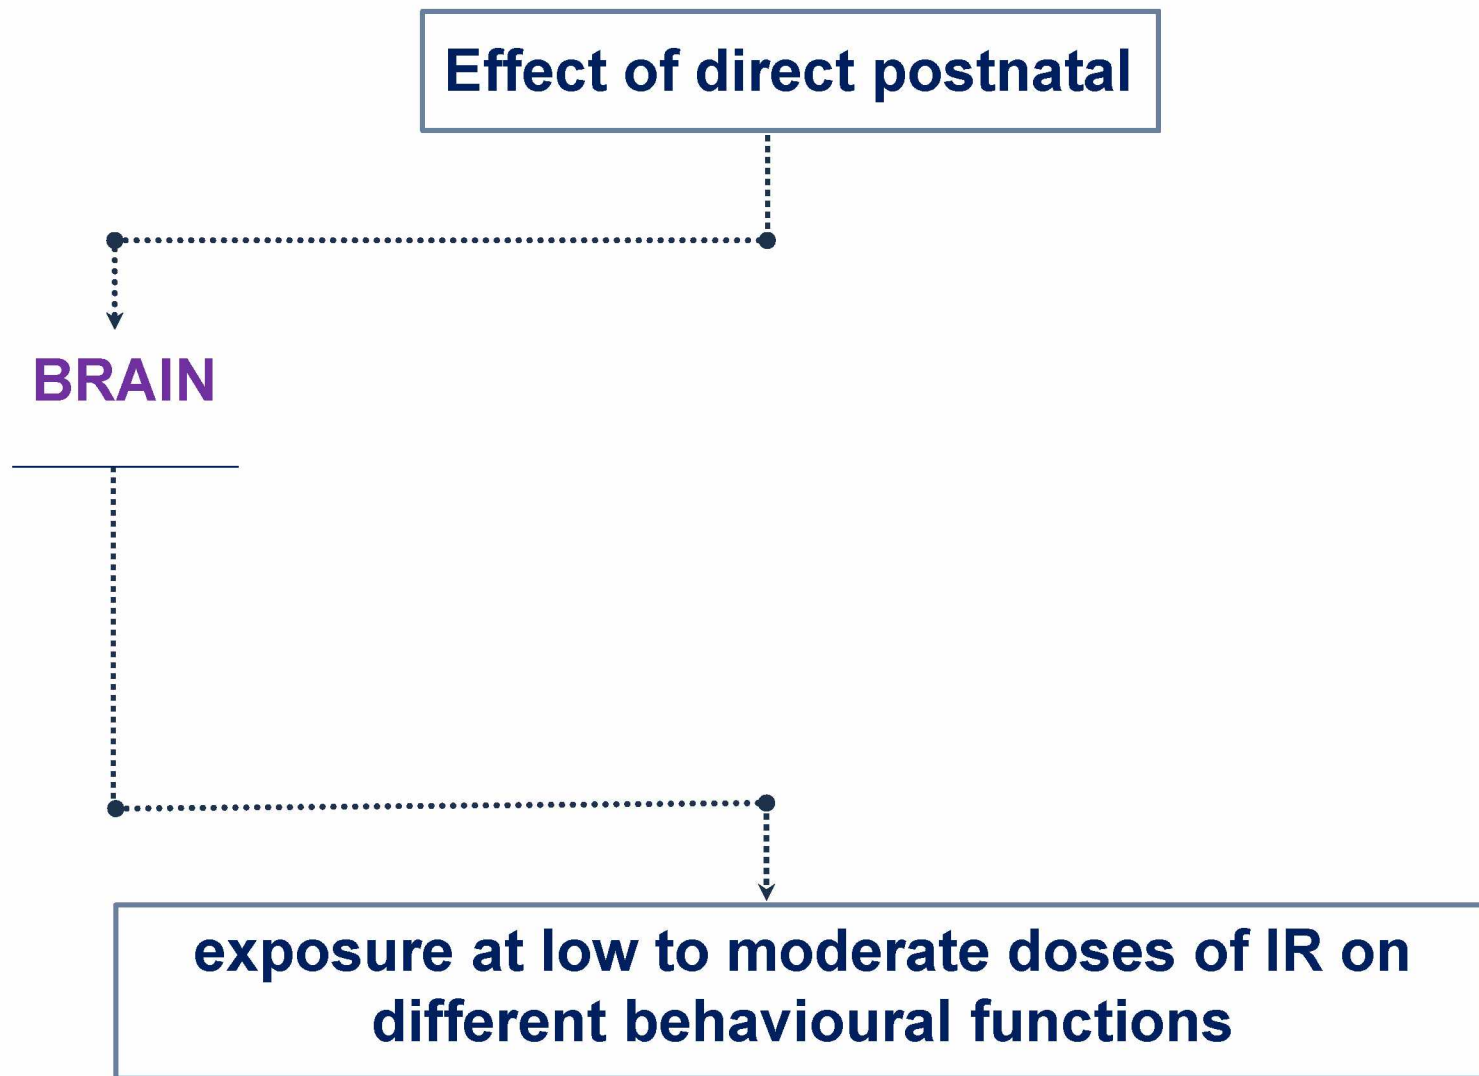 Effect of direct postnatal
BRAIN
exposure at low to moderate doses of IR on
different behavioural functions